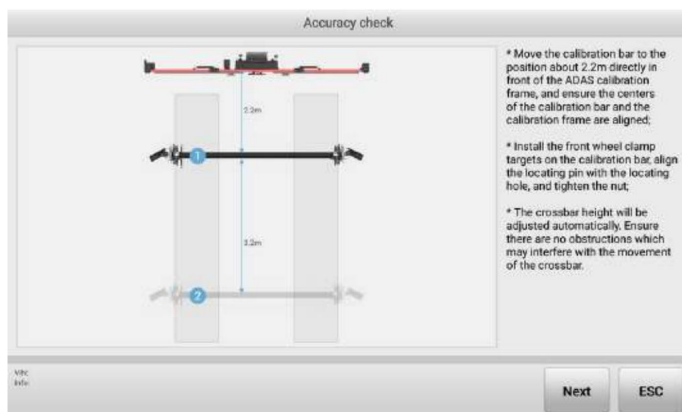 Accuracy check
* Move the calibration bar to the
position about 2.2m directly in
front of the ADAS calibration
frame, and ensure the centers
of the calibration bar and the
calibration frame are aligned;
* Install the front wheel clamp
targets on the calibration bar, align
the locating pin with the locating
hole, and tighten the nut;
* The crossbar height will be
adjusted automatically. Ensure
there are no obstructions which
may interfere with the movement
of the crossbar.
2.2m
1
3.2m
2
VIN:
Info:
Next
ESC